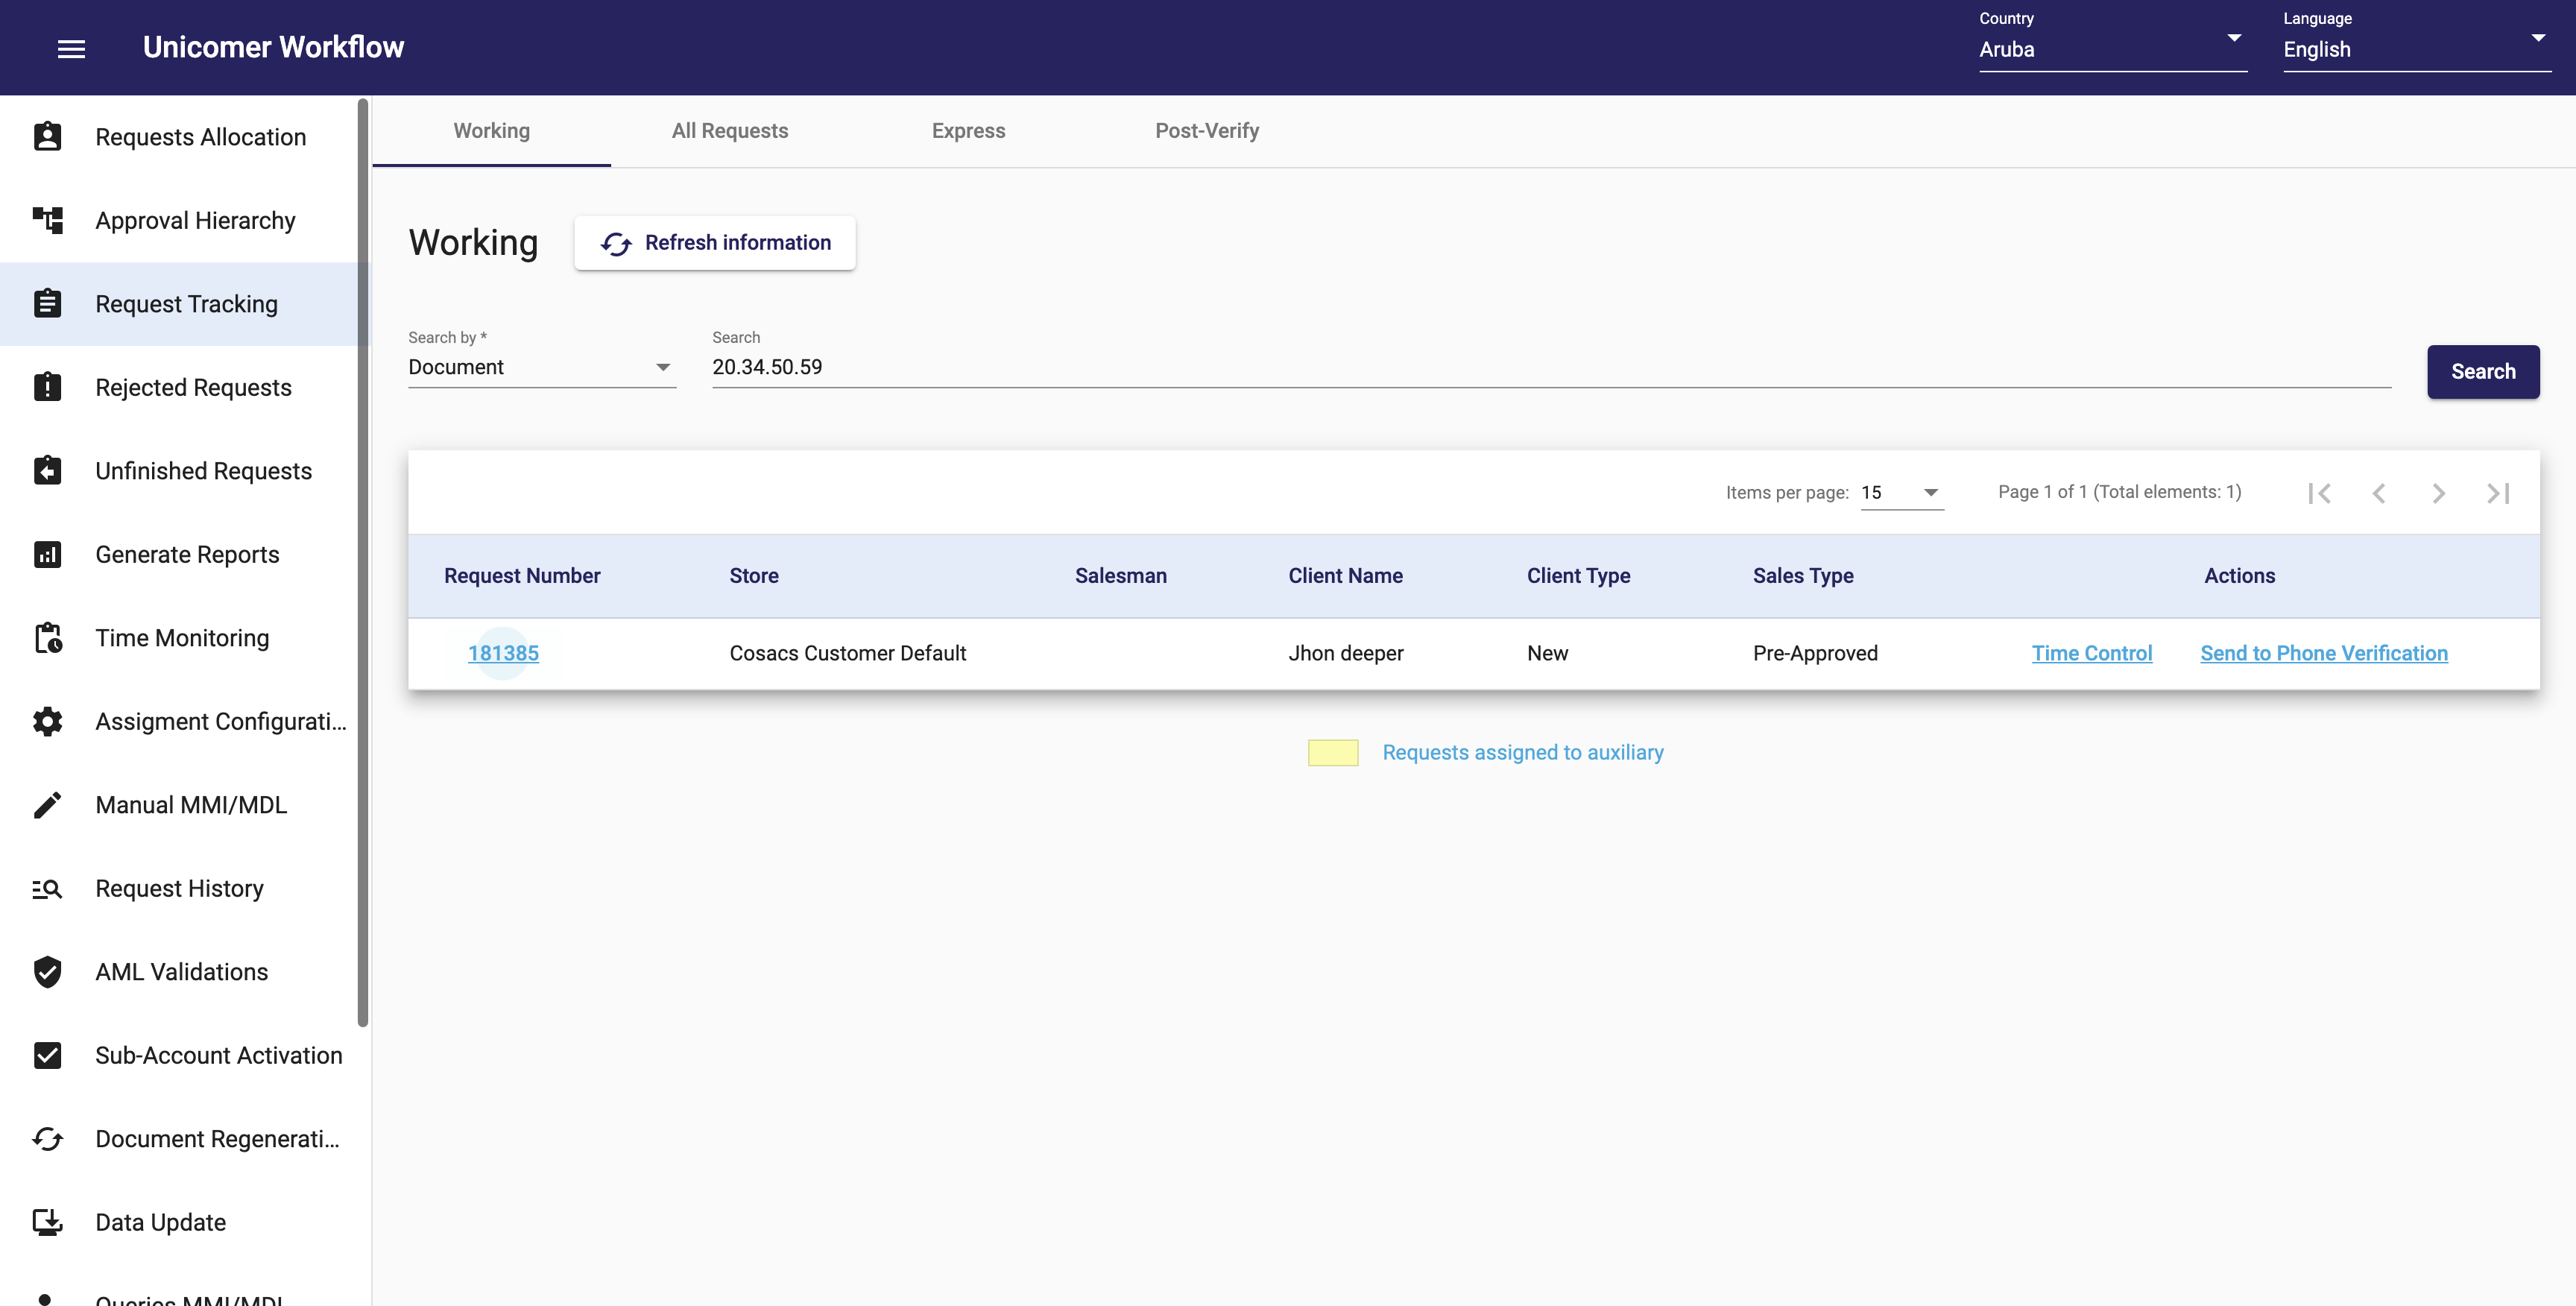 Unicomer Workflow
Country
Aruba
Language
English
Requests Allocation
Approval Hierarchy
Request Tracking
Rejected Requests
Unfinished Requests
Generate Reports
Time Monitoring
Assigment Configurati...
Manual MMI/MDL
Request History
AML Validations
Sub-Account Activation
Document Regenerati...
Data Update
Queries MMI/MDL
Working All Requests Express Post-Verify
Working Refresh information
Search by *
Document
Search
20.34.50.59
Search
Items per page: 15 Page 1 of 1 (Total elements: 1)
Request Number Store Salesman Client Name Client Type Sales Type Actions
181385 Cosacs Customer Default Jhon deeper New Pre-Approved Time Control Send to Phone Verification
Requests assigned to auxiliary